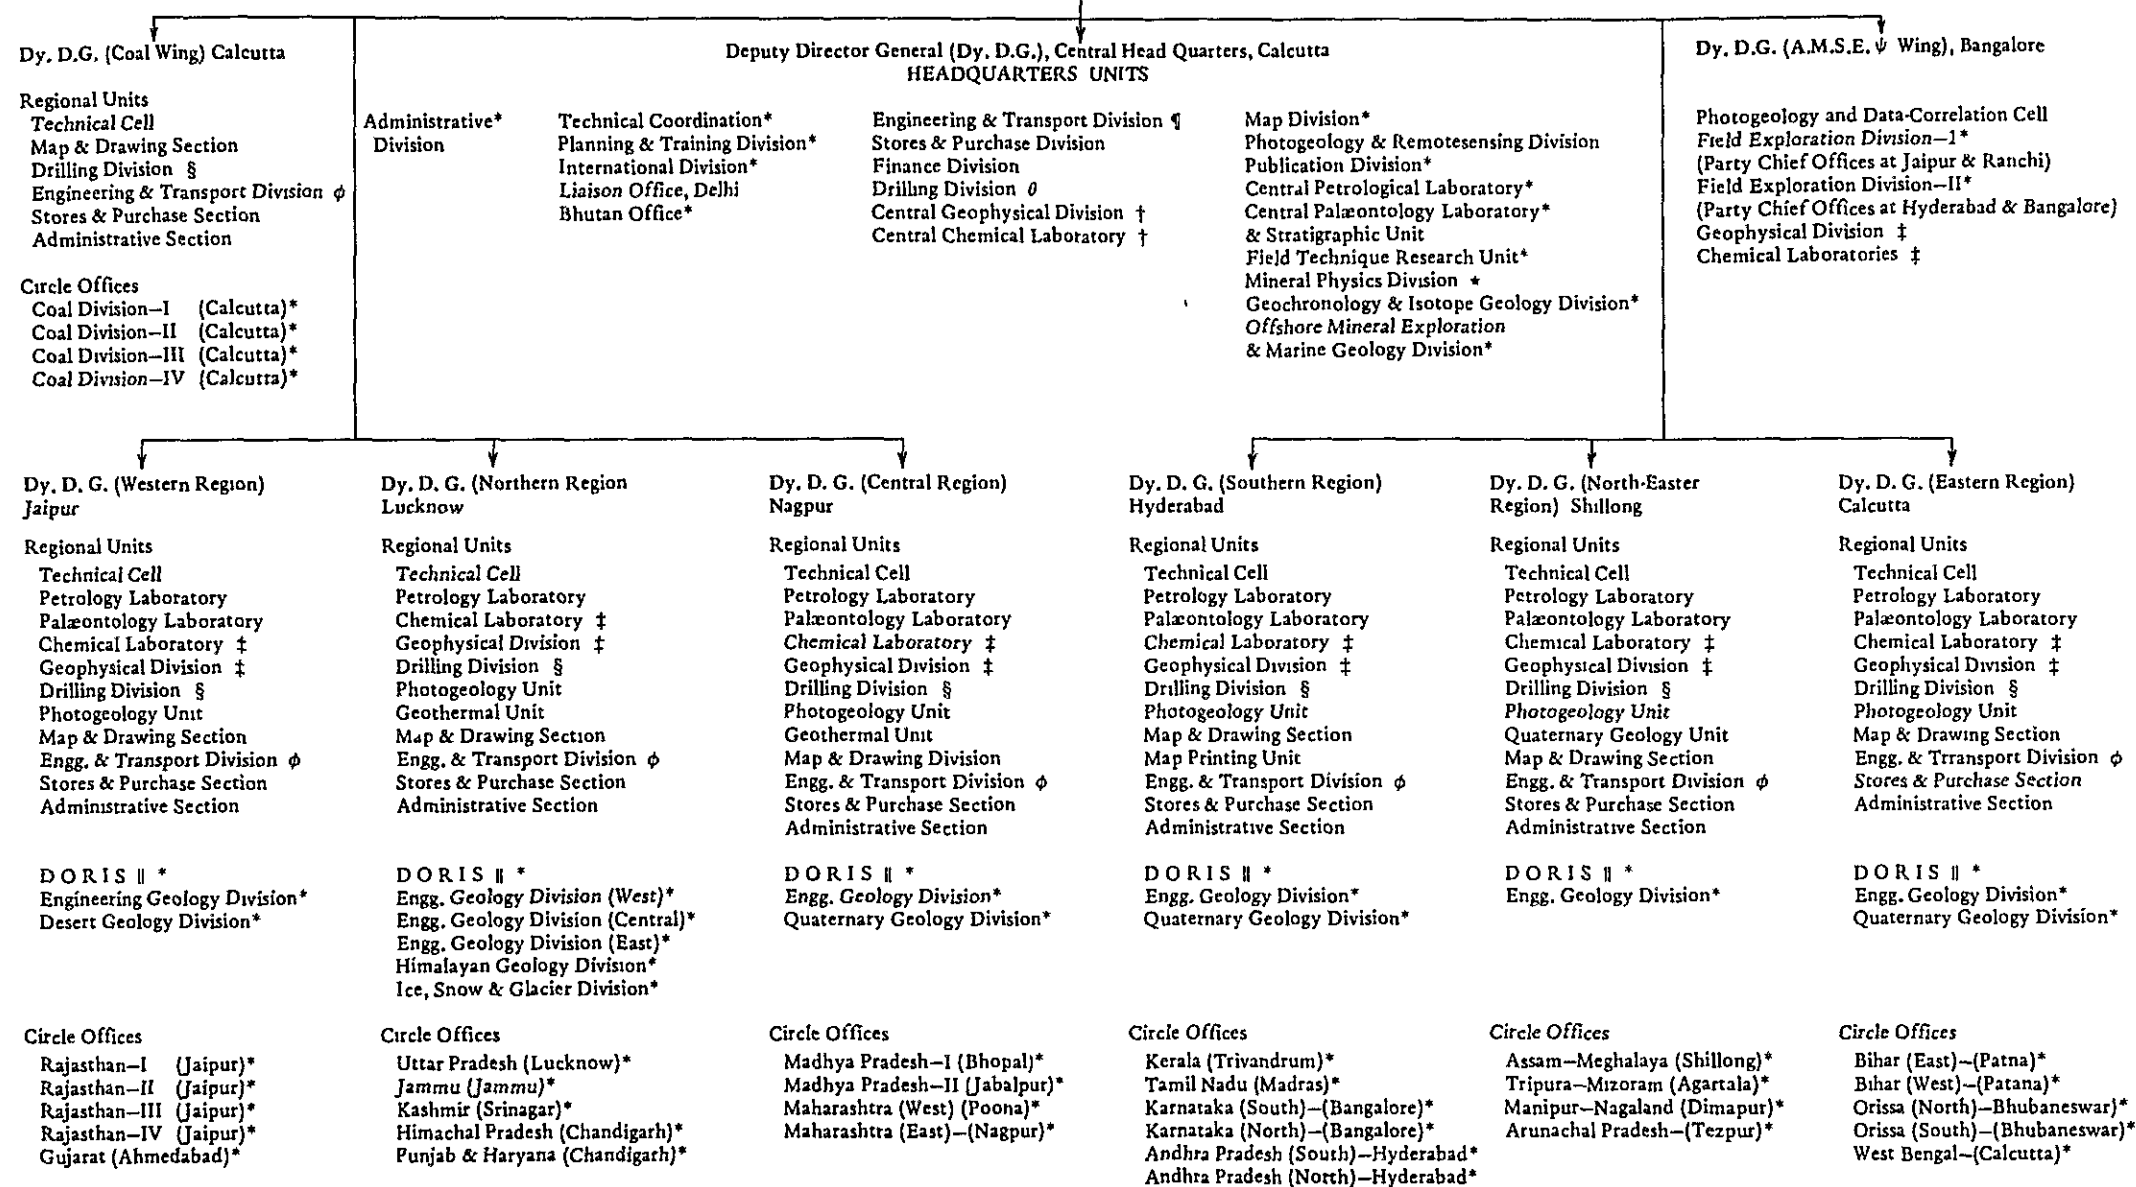 Dy. D.G. (Coal Wing) Calcutta
Regional Units
Technical Cell
Map & Drawing Section
Drilling Division §
Engineering & Transport Division ϕ
Stores & Purchase Section
Administrative Section
Circle Offices
Coal Division—I (Calcutta)*
Coal Division—II (Calcutta)*
Coal Division—III (Calcutta)*
Coal Division—IV (Calcutta)*
Deputy Director General (Dy. D.G.), Central Head Quarters, Calcutta
HEADQUARTERS UNITS
Administrative*
Division
Technical Coordination*
Planning & Training Division*
International Division*
Liaison Office, Delhi
Bhutan Office*
Engineering & Transport Division ¶
Stores & Purchase Division
Finance Division
Drilling Division θ
Central Geophysical Division †
Central Chemical Laboratory †
Map Division*
Photogeology & Remotesensing Division
Publication Division*
Central Petrological Laboratory*
Central Palæontology Laboratory*
& Stratigraphic Unit
Field Technique Research Unit*
Mineral Physics Division ★
Geochronology & Isotope Geology Division*
Offshore Mineral Exploration
& Marine Geology Division*
Dy. D.G. (A.M.S.E. ψ Wing), Bangalore
Photogeology and Data-Correlation Cell
Field Exploration Division—1*
(Party Chief Offices at Jaipur & Ranchi)
Field Exploration Division—II*
(Party Chief Offices at Hyderabad & Bangalore)
Geophysical Division ‡
Chemical Laboratories ‡
Dy. D. G. (Western Region)
Jaipur
Regional Units
Technical Cell
Petrology Laboratory
Palæontology Laboratory
Chemical Laboratory ‡
Geophysical Division ‡
Drilling Division §
Photogeology Unit
Map & Drawing Section
Engg. & Transport Division ϕ
Stores & Purchase Section
Administrative Section
D O R I S ‖ *
Engineering Geology Division*
Desert Geology Division*
Circle Offices
Rajasthan—I (Jaipur)*
Rajasthan—II (Jaipur)*
Rajasthan—III (Jaipur)*
Rajasthan—IV (Jaipur)*
Gujarat (Ahmedabad)*
Dy. D. G. (Northern Region
Lucknow
Regional Units
Technical Cell
Petrology Laboratory
Chemical Laboratory ‡
Geophysical Division ‡
Drilling Division §
Photogeology Unit
Geothermal Unit
Map & Drawing Section
Engg. & Transport Division ϕ
Stores & Purchase Section
Administrative Section
D O R I S ‖ *
Engg. Geology Division (West)*
Engg. Geology Division (Central)*
Engg. Geology Division (East)*
Himalayan Geology Division*
Ice, Snow & Glacier Division*
Circle Offices
Uttar Pradesh (Lucknow)*
Jammu (Jammu)*
Kashmir (Srinagar)*
Himachal Pradesh (Chandigarh)*
Punjab & Haryana (Chandigarh)*
Dy. D. G. (Central Region)
Nagpur
Regional Units
Technical Cell
Petrology Laboratory
Palæontology Laboratory
Chemical Laboratory ‡
Geophysical Division ‡
Drilling Division §
Photogeology Unit
Geothermal Unit
Map & Drawing Division
Engg. & Transport Division ϕ
Stores & Purchase Section
Administrative Section
D O R I S ‖ *
Engg. Geology Division*
Quaternary Geology Division*
Circle Offices
Madhya Pradesh—I (Bhopal)*
Madhya Pradesh—II (Jabalpur)*
Maharashtra (West) (Poona)*
Maharashtra (East)—(Nagpur)*
Dy. D. G. (Southern Region)
Hyderabad
Regional Units
Technical Cell
Petrology Laboratory
Palæontology Laboratory
Chemical Laboratory ‡
Geophysical Division ‡
Drilling Division §
Photogeology Unit
Map & Drawing Section
Map Printing Unit
Engg. & Transport Division ϕ
Stores & Purchase Section
Administrative Section
D O R I S ‖ *
Engg. Geology Division*
Quaternary Geology Division*
Circle Offices
Kerala (Trivandrum)*
Tamil Nadu (Madras)*
Karnataka (South)—(Bangalore)*
Karnataka (North)—(Bangalore)*
Andhra Pradesh (South)—Hyderabad*
Andhra Pradesh (North)—Hyderabad*
Dy. D. G. (North-Easter
Region) Shillong
Regional Units
Technical Cell
Petrology Laboratory
Palæontology Laboratory
Chemical Laboratory ‡
Geophysical Division ‡
Drilling Division §
Photogeology Unit
Quaternary Geology Unit
Map & Drawing Section
Engg. & Transport Division ϕ
Stores & Purchase Section
Administrative Section
D O R I S ‖ *
Engg. Geology Division*
Circle Offices
Assam—Meghalaya (Shillong)*
Tripura—Mizoram (Agartala)*
Manipur—Nagaland (Dimapur)*
Arunachal Pradesh—(Tezpur)*
Dy. D. G. (Eastern Region)
Calcutta
Regional Units
Technical Cell
Petrology Laboratory
Palæontology Laboratory
Chemical Laboratory ‡
Geophysical Division ‡
Drilling Division §
Photogeology Unit
Map & Drawing Section
Engg. & Trransport Division ϕ
Stores & Purchase Section
Administrative Section
D O R I S ‖ *
Engg. Geology Division*
Quaternary Geology Division*
Circle Offices
Bihar (East)—(Patna)*
Bihar (West)—(Patana)*
Orissa (North)—Bhubaneswar)*
Orissa (South)—(Bhubaneswar)*
West Bengal—(Calcutta)*